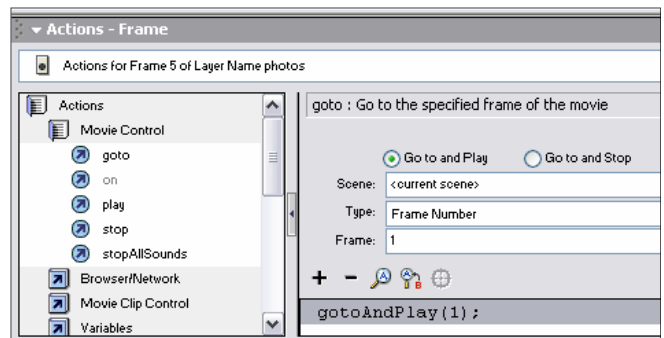 Actions - Frame
Actions for Frame 5 of Layer Name photos
Actions
Movie Control
goto
on
play
stop
stopAllSounds
Browser/Network
Movie Clip Control
Variables
goto : Go to the specified frame of the movie
Go to and Play Go to and Stop
Scene: <current scene>
Type: Frame Number
Frame: 1
gotoAndPlay(1);